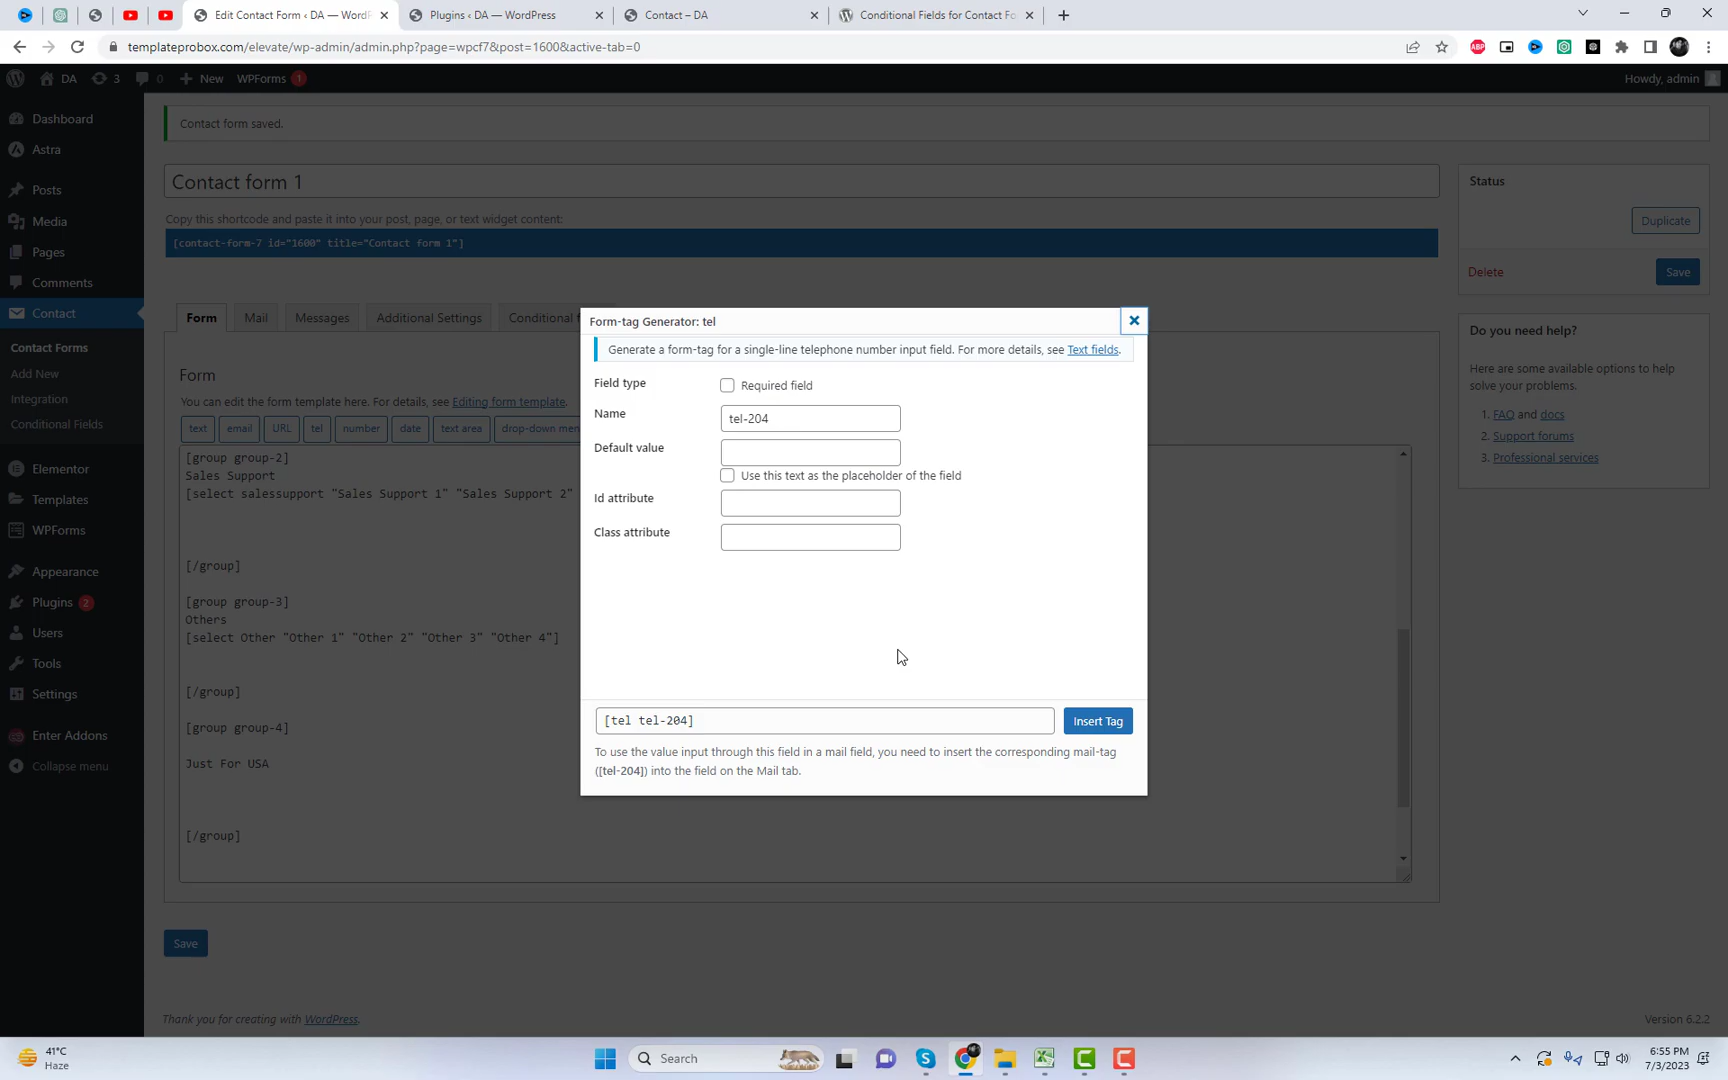 Edit Contact Form ‹ DA — WordP
Plugins ‹ DA — WordPress
Contact – DA
Conditional Fields for Contact Fo
templateprobox.com/elevate/wp-admin/admin.php?page=wpcf7&post=1600&active-tab=0
DA
3
0
New
WPForms 1
Howdy, admin
Dashboard
Astra
Posts
Media
Pages
Comments
Contact
Contact Forms
Add New
Integration
Conditional Fields
Elementor
Templates
WPForms
Appearance
Plugins 2
Users
Tools
Settings
Enter Addons
Collapse menu
Contact form saved.
Contact form 1
Copy this shortcode and paste it into your post, page, or text widget content:
[contact-form-7 id="1600" title="Contact form 1"]
Form
Mail
Messages
Additional Settings
Conditional f
Form
You can edit the form template here. For details, see Editing form template.
text
email
URL
tel
number
date
text area
drop-down men
[group group-2]
Sales Support
[select salessupport "Sales Support 1" "Sales Support 2"
[/group]
[group group-3]
Others
[select Other "Other 1" "Other 2" "Other 3" "Other 4"]
[/group]
[group group-4]
Just For USA
[/group]
Save
Thank you for creating with WordPress.
Version 6.2.2
Status
Duplicate
Delete
Save
Do you need help?
Here are some available options to help
solve your problems.
1. FAQ and docs
2. Support forums
3. Professional services
Form-tag Generator: tel
Generate a form-tag for a single-line telephone number input field. For more details, see Text fields.
Field type
Required field
Name
tel-204
Default value
Use this text as the placeholder of the field
Id attribute
Class attribute
[tel tel-204]
Insert Tag
To use the value input through this field in a mail field, you need to insert the corresponding mail-tag
([tel-204]) into the field on the Mail tab.
41°C
Haze
Search
6:55 PM
7/3/2023